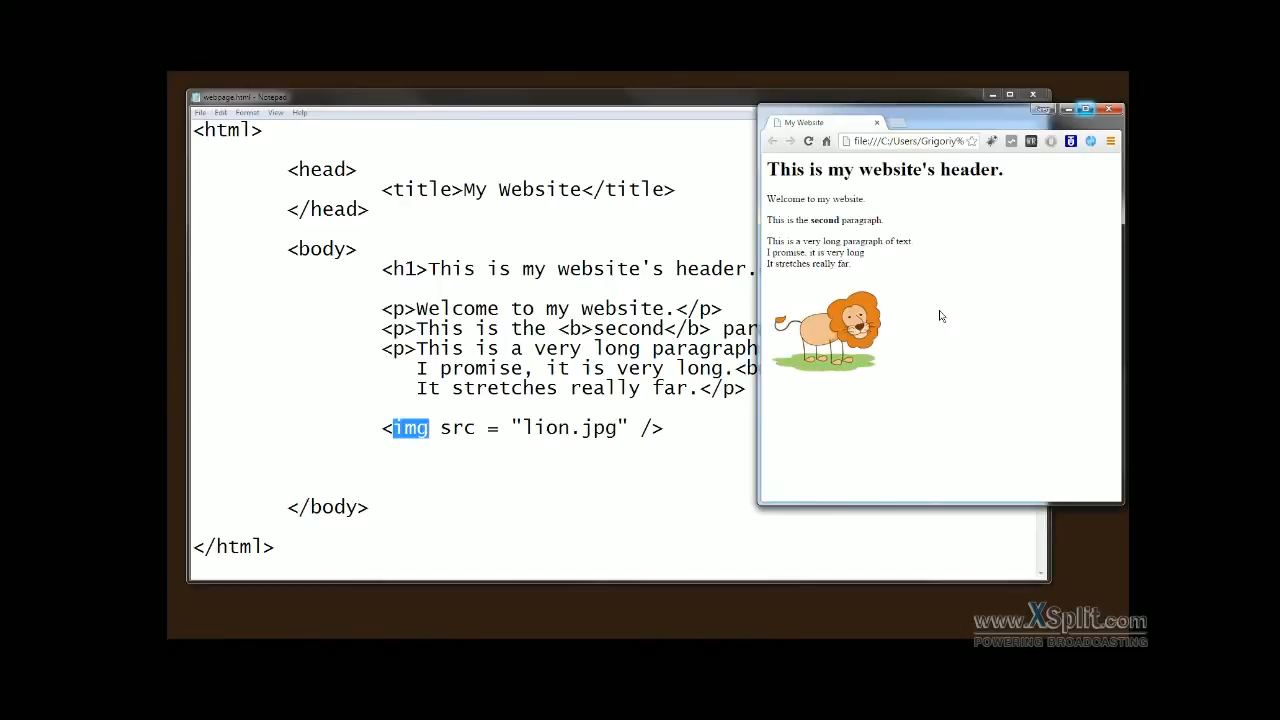 webpage.html - Notepad
File Edit Format View Help
<html>
<head>
<title>My Website</title>
</head>
<body>
<h1>This is my website's header.
<p>Welcome to my website.</p>
<p>This is the <b>second</b> par
<p>This is a very long paragraph
I promise, it is very long.<b
It stretches really far.</p>
<img src = "lion.jpg" />
</body>
</html>
My Website
file:///C:/Users/Grigoriy%
This is my website's header.
Welcome to my website.
This is the second paragraph.
This is a very long paragraph of text.
I promise, it is very long
It stretches really far.
www.XSplit.com
POWERING BROADCASTING